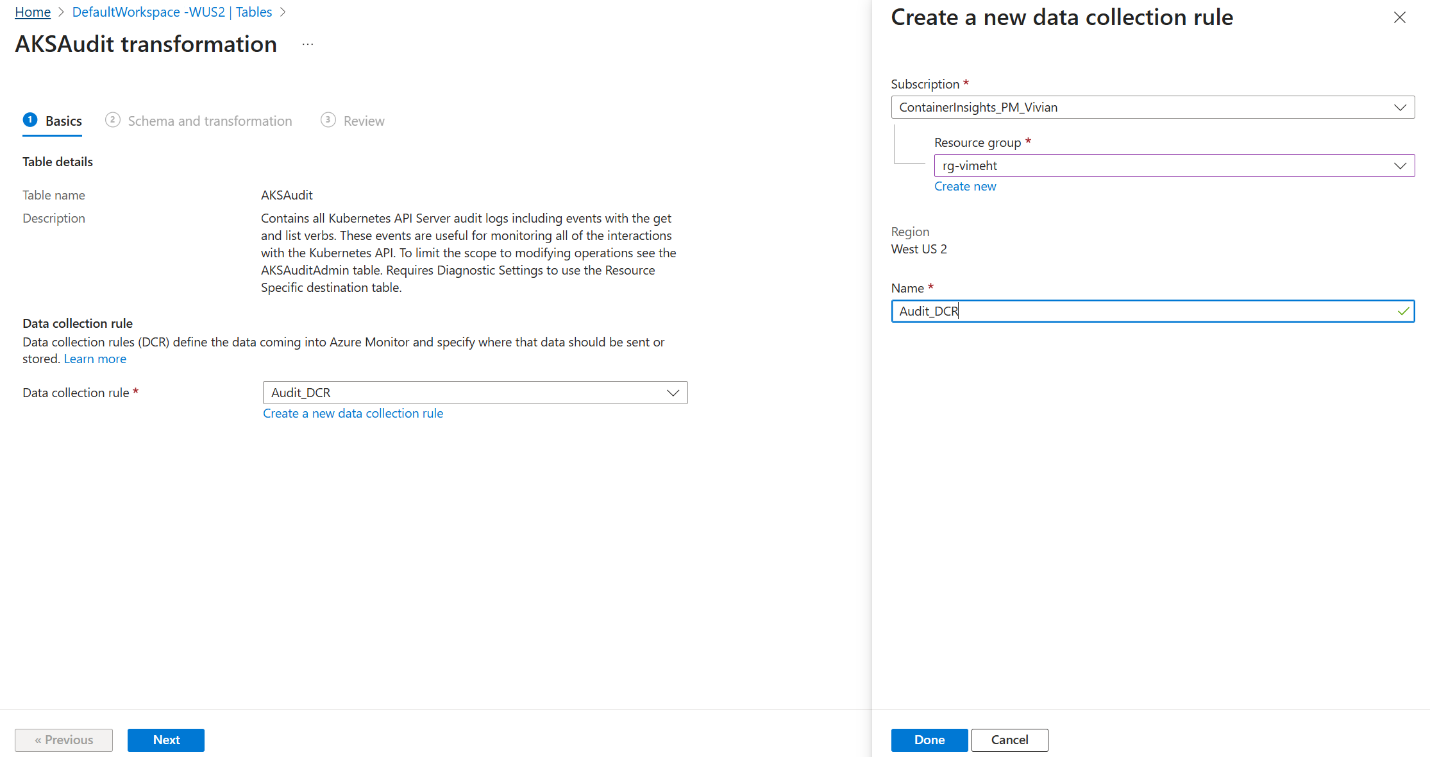 Home > DefaultWorkspace -WUS2 | Tables >
AKSAudit transformation ...
1 Basics 2 Schema and transformation 3 Review
Table details
Table name AKSAudit
Description Contains all Kubernetes API Server audit logs including events with the get
and list verbs. These events are useful for monitoring all of the interactions
with the Kubernetes API. To limit the scope to modifying operations see the
AKSAuditAdmin table. Requires Diagnostic Settings to use the Resource
Specific destination table.
Data collection rule
Data collection rules (DCR) define the data coming into Azure Monitor and specify where that data should be sent or
stored. Learn more
Data collection rule * Audit_DCR
Create a new data collection rule
« Previous Next
Create a new data collection rule
Subscription *
ContainerInsights_PM_Vivian
Resource group *
rg-vimeht
Create new
Region
West US 2
Name *
Audit_DCR
Done Cancel